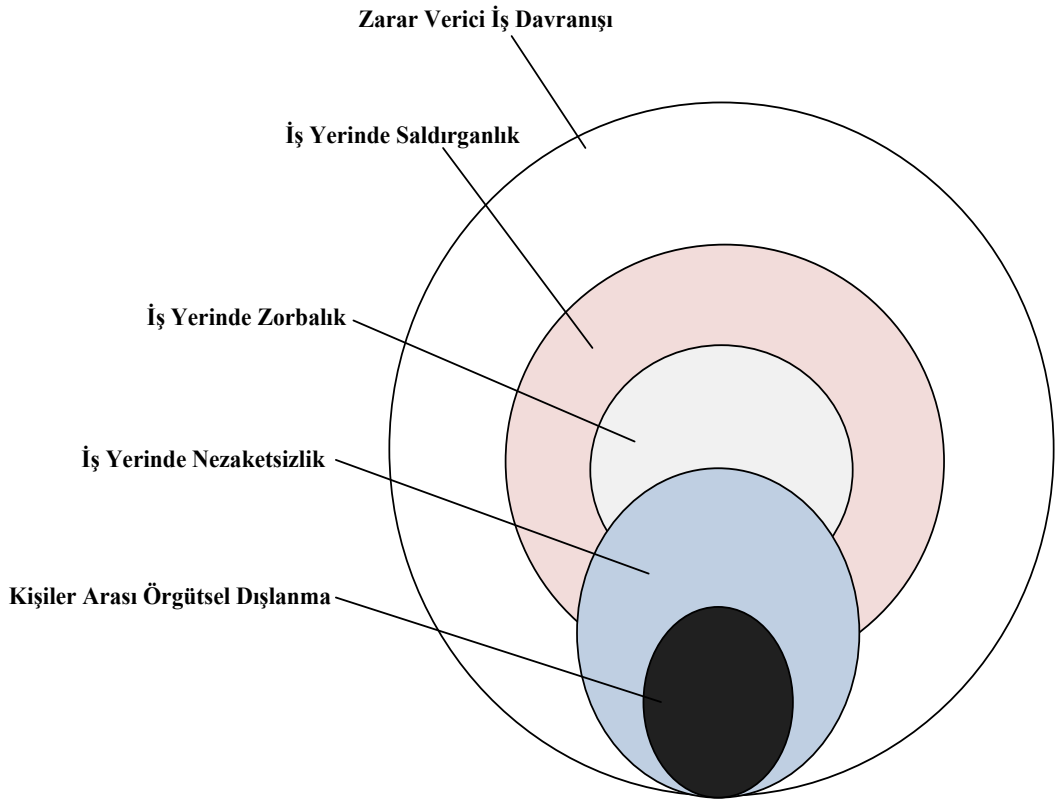 Zarar Verici İş Davranışı
İş Yerinde Saldırganlık
İş Yerinde Zorbalık
İş Yerinde Nezaketsizlik
Kişiler Arası Örgütsel Dışlanma